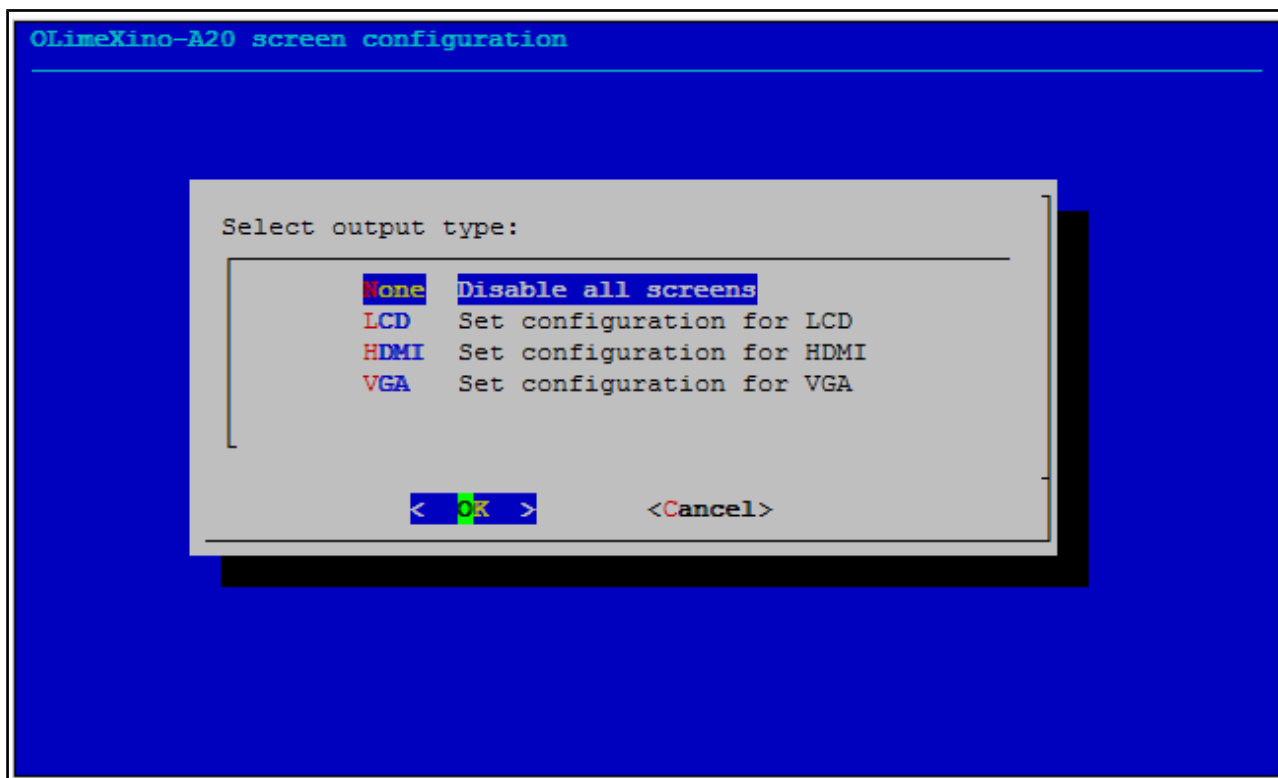 OLimeXino-A20 screen configuration
Select output type:
None Disable all screens
LCD Set configuration for LCD
HDMI Set configuration for HDMI
VGA Set configuration for VGA
< OK > <Cancel>